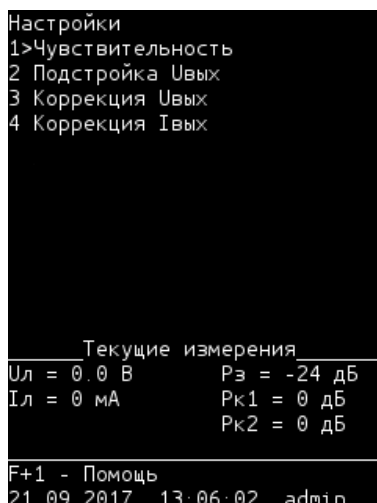 Настройки
1>Чувствительность
2 Подстройка Uвых
3 Коррекция Uвых
4 Коррекция Iвых
Текущие измерения
Uл = 0.0 В Рз = -24 дБ
Iл = 0 мА Рк1 = 0 дБ
Рк2 = 0 дБ
F+1 - Помощь
21.09.2017 13:06:02 admin